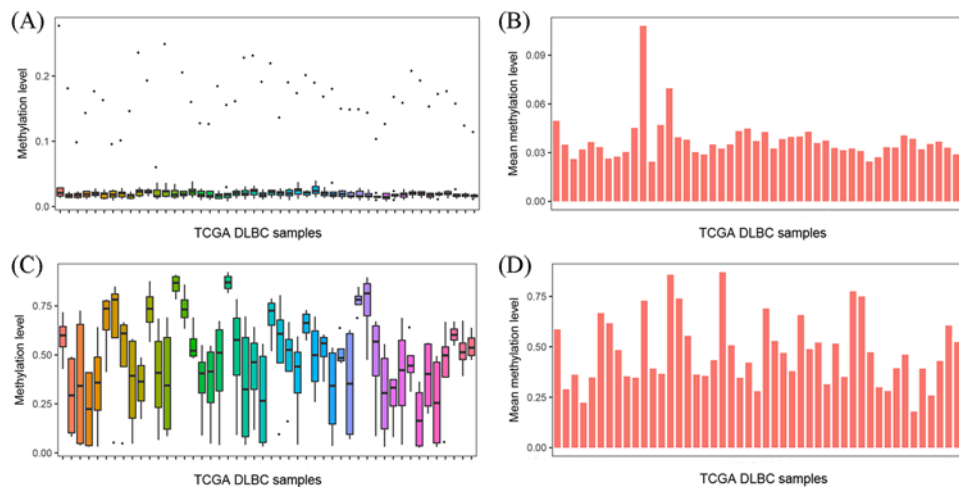 (A)
Methylation level
0.2
0.1
0.0
TCGA DLBC samples
(B)
Mean methylation level
0.09
0.06
0.03
0.00
TCGA DLBC samples
(C)
Methylation level
0.75
0.50
0.25
0.00
TCGA DLBC samples
(D)
Mean methylation level
0.75
0.50
0.25
0.00
TCGA DLBC samples